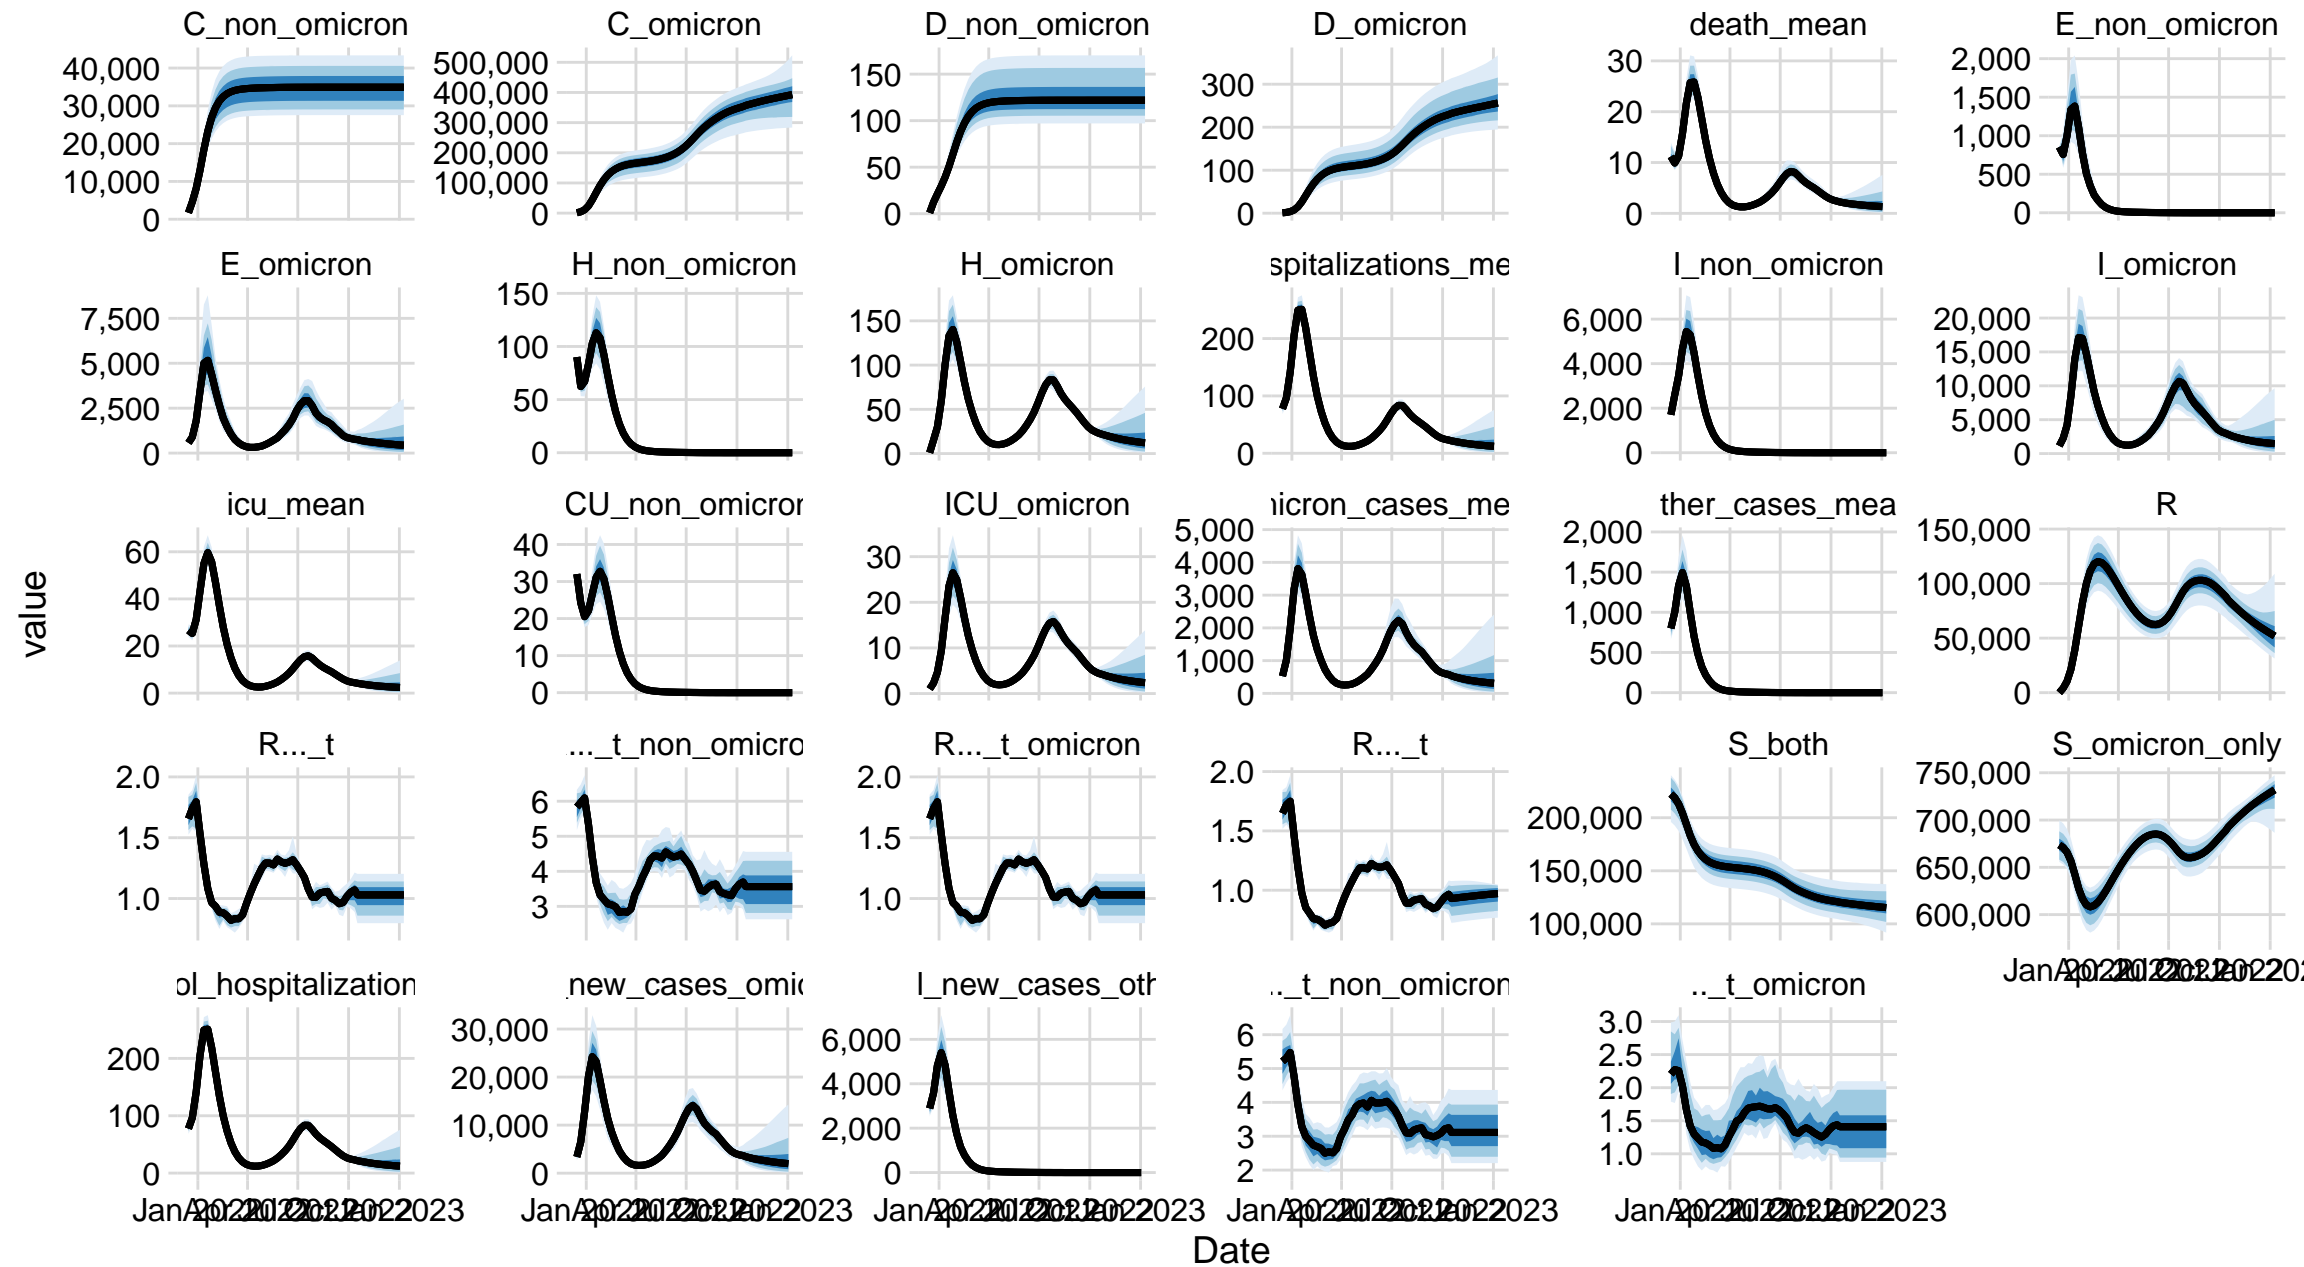 C_non_omicron C_omicron D_non_omicron D_omicron death_mean E_non_omicron
40,000 30,000 20,000 10,000 0
500,000 400,000 300,000 200,000 100,000 0
150 100 50 0
300 200 100 0
30 20 10 0
2,000 1,500 1,000 500 0
E_omicron H_non_omicron H_omicron spitalizations_me I_non_omicron I_omicron
7,500 5,000 2,500 0
150 100 50 0
150 100 50 0
200 100 0
6,000 4,000 2,000 0
20,000 15,000 10,000 5,000 0
icu_mean CU_non_omicror ICU_omicron nicron_cases_me ther_cases_mea R
60 40 20 0
40 30 20 10 0
30 20 10 0
5,000 4,000 3,000 2,000 1,000 0
2,000 1,500 1,000 500 0
150,000 100,000 50,000 0
value
R..._t ..._t_non_omicro R..._t_omicron R..._t S_both S_omicron_only
2.0 1.5 1.0
6 5 4 3
2.0 1.5 1.0
2.0 1.5 1.0
200,000 150,000 100,000
750,000 700,000 650,000 600,000
ol_hospitalization _new_cases_omic l_new_cases_oth .._t_non_omicron .._t_omicron
200 100 0
30,000 20,000 10,000 0
6,000 4,000 2,000 0
6 5 4 3 2
3.0 2.5 2.0 1.5 1.0
Date